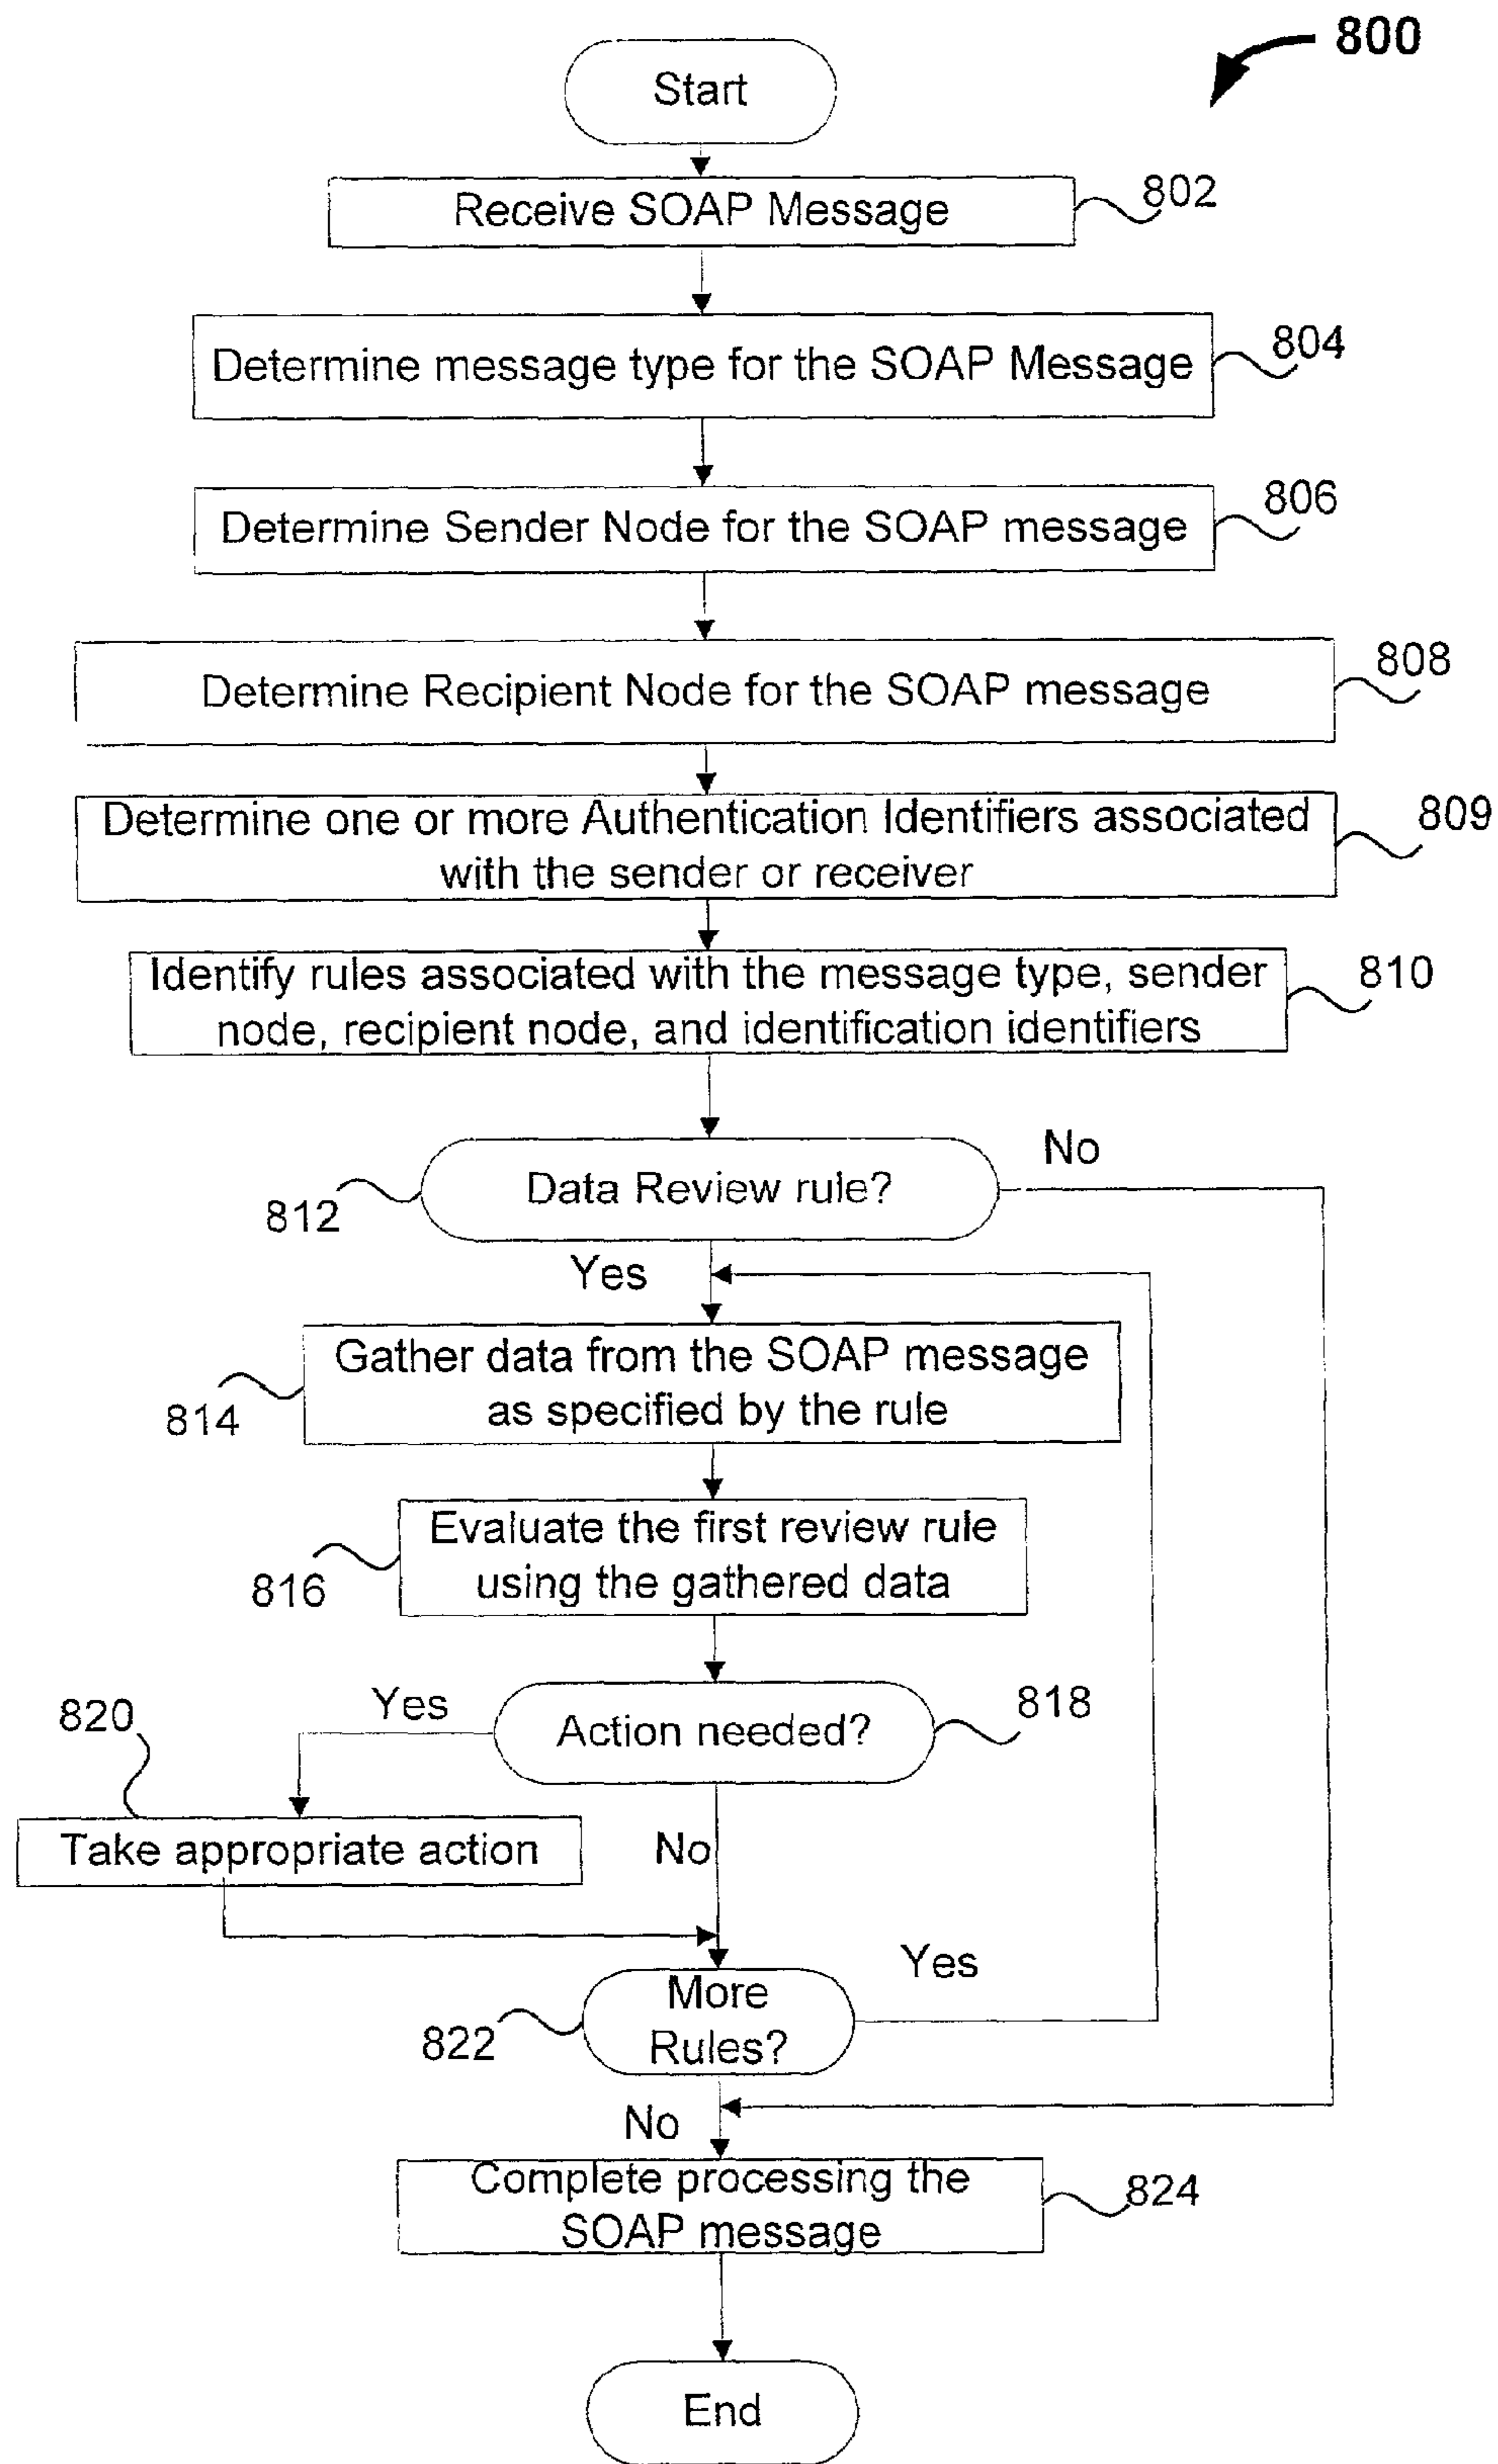 800
Start
Receive SOAP Message
802
Determine message type for the SOAP Message
804
Determine Sender Node for the SOAP message
806
Determine Recipient Node for the SOAP message
808
Determine one or more Authentication Identifiers associated
with the sender or receiver
809
Identify rules associated with the message type, sender
node, recipient node, and identification identifiers
810
Data Review rule?
No
812
Yes
Gather data from the SOAP message
as specified by the rule
814
Evaluate the first review rule
using the gathered data
816
Action needed?
818
Yes
820
Take appropriate action
No
More
Rules?
Yes
822
No
Complete processing the
SOAP message
824
End